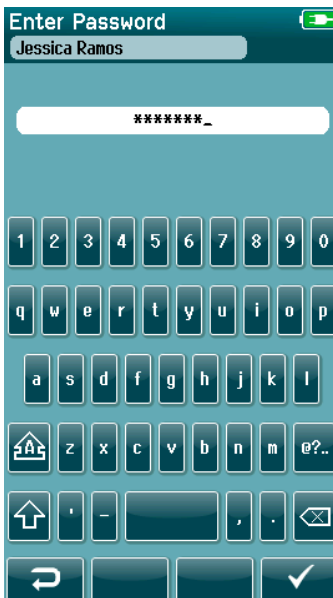 Enter Password
Jessica Ramos
*******_
1 2 3 4 5 6 7 8 9 0
q w e r t y u i o p
a s d f g h j k l
A z x c v b n m @?..
' - , .